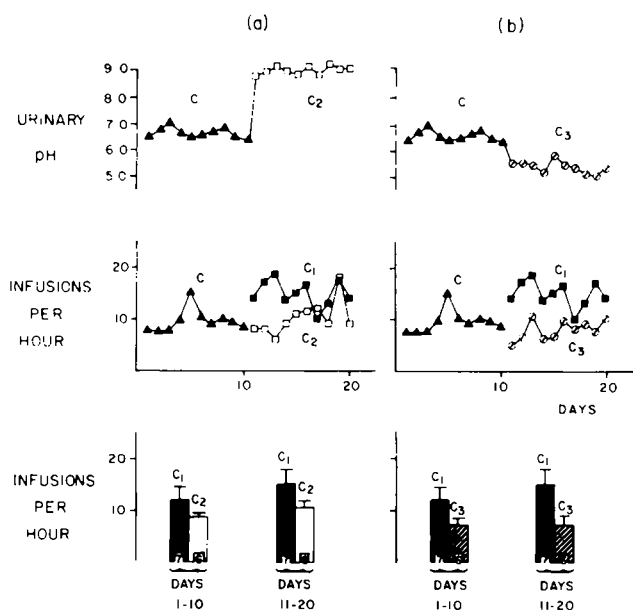 (a) (b)
9.0
8.0
7.0
6.0
5.0
URINARY
pH
C C2
C C3
INFUSIONS
PER
HOUR
20
10
C C1 C2
C C1 C3
10 20
10 20
DAYS
INFUSIONS
PER
HOUR
20
10
C1 C2 C1 C2
C1 C3 C1 C3
DAYS DAYS DAYS DAYS
1-10 11-20 1-10 11-20